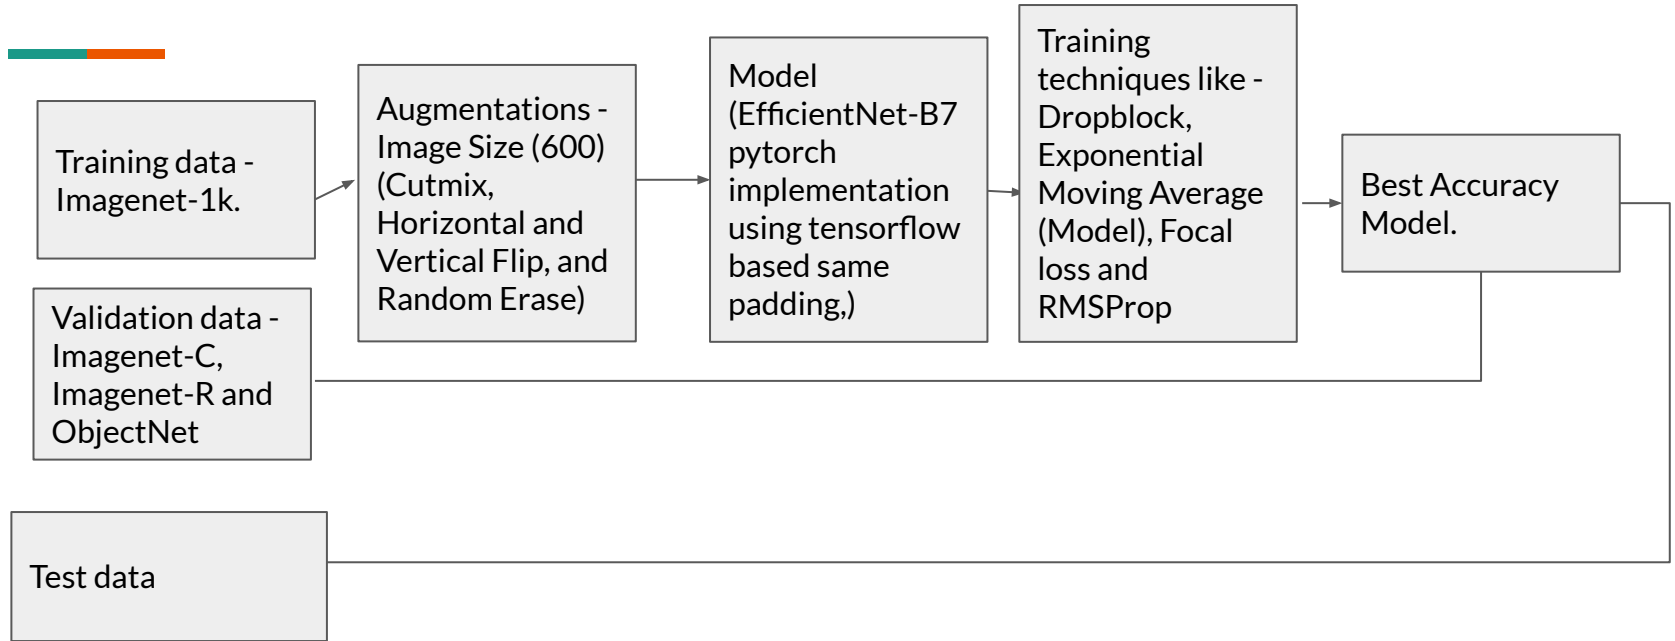 Training data -
Imagenet-1k.
Augmentations -
Image Size (600)
(Cutmix,
Horizontal and
Vertical Flip, and
Random Erase)
Model
(EfficientNet-B7
pytorch
implementation
using tensorflow
based same
padding,)
Training
techniques like -
Dropblock,
Exponential
Moving Average
(Model), Focal
loss and
RMSProp
Best Accuracy
Model.
Validation data -
Imagenet-C,
Imagenet-R and
ObjectNet
Test data